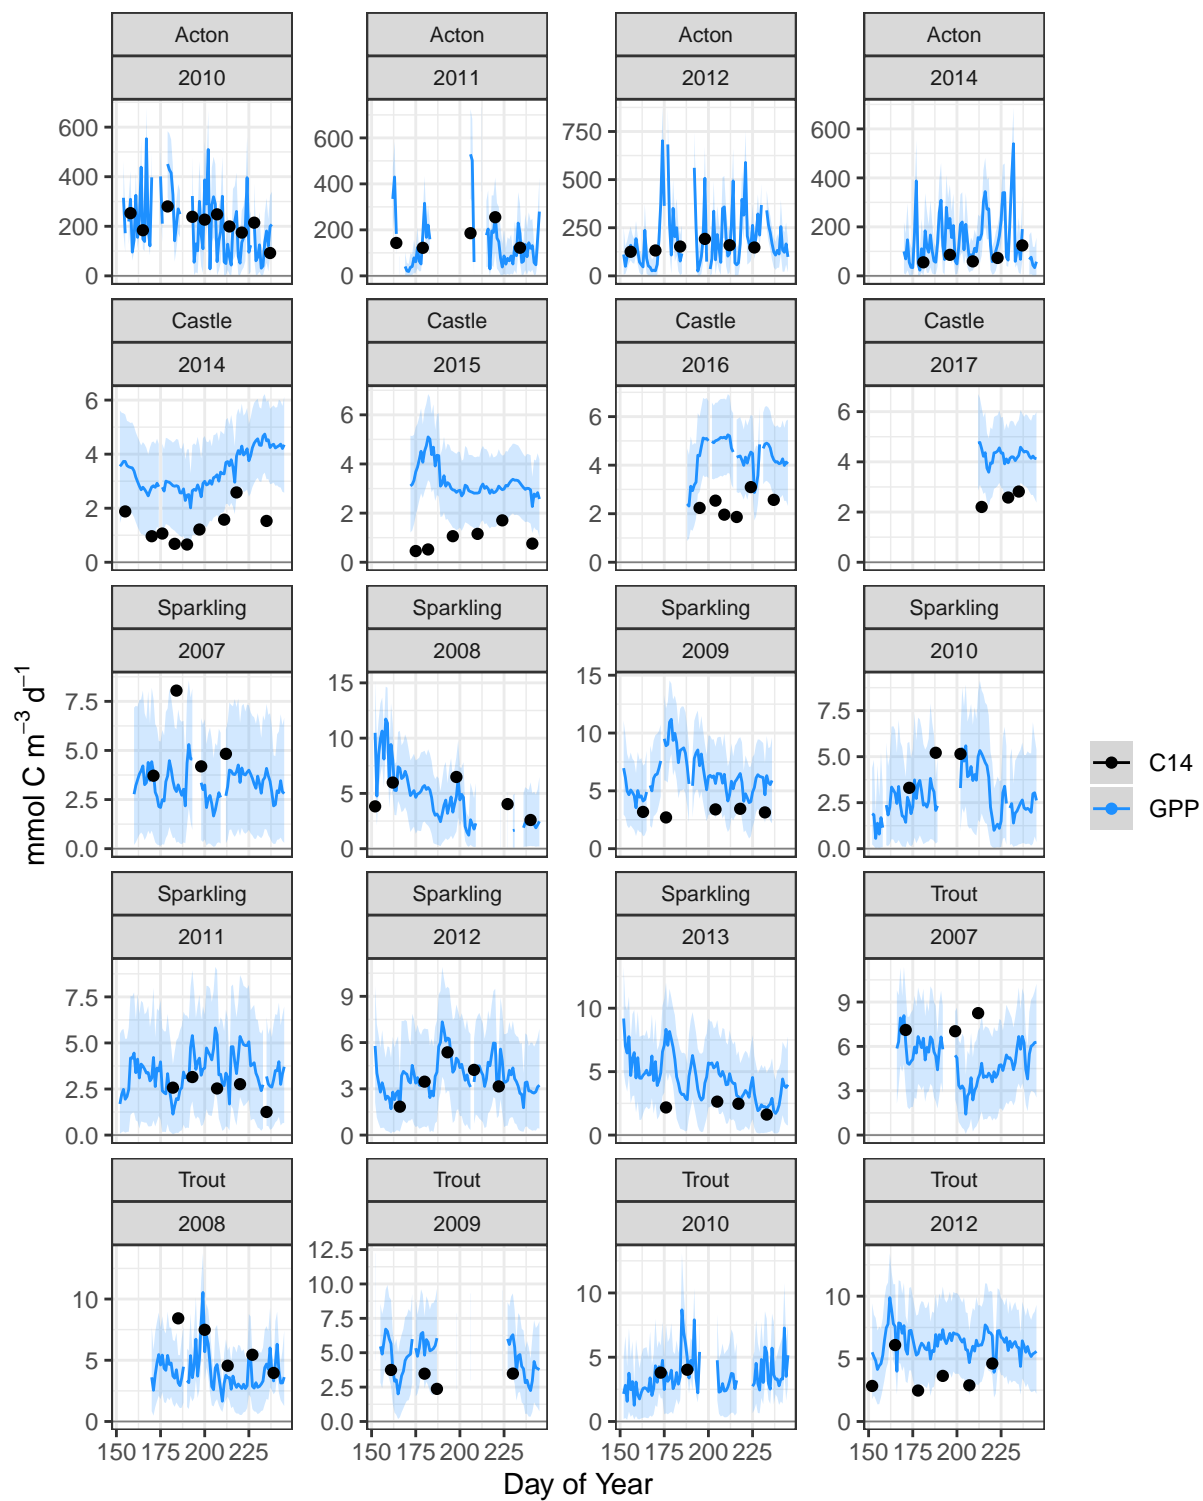 Acton Acton Acton Acton
2010 2011 2012 2014
600 400 200 0
600 400 200 0
750 500 250 0
600 400 200 0
Castle Castle Castle Castle
2014 2015 2016 2017
6 4 2 0
6 4 2 0
6 4 2 0
6 4 2 0
Sparkling Sparkling Sparkling Sparkling
2007 2008 2009 2010
7.5 5.0 2.5 0.0
15 10 5 0
15 10 5 0
7.5 5.0 2.5 0.0
Sparkling Sparkling Sparkling Trout
2011 2012 2013 2007
7.5 5.0 2.5 0.0
9 6 3 0
10 5 0
9 6 3 0
Trout Trout Trout Trout
2008 2009 2010 2012
10 5 0
12.5 10.0 7.5 5.0 2.5 0.0
10 5 0
10 5 0
150 175 200 225 150 175 200 225 150 175 200 225 150 175 200 225
Day of Year
mmol C m⁻³ d⁻¹
C14
GPP